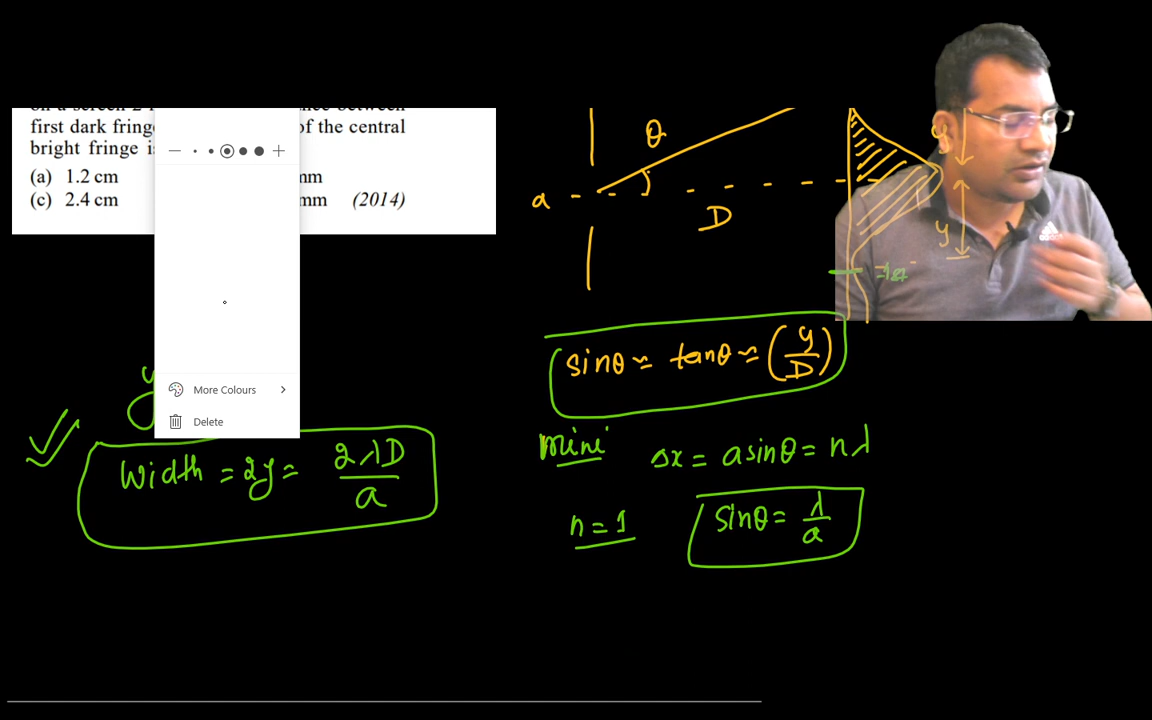 first dark fringe
of the central
bright fringe i
(a) 1.2 cm
mm
(c) 2.4 cm
mm (2014)
More Colours
Delete
θ
a
D
y
sinθ ≈ tanθ ≈ (y/D)
y
Width = 2y = 2λD/a
mini
Δx = a sinθ = nλ
n = 1
sinθ = λ/a
adidas